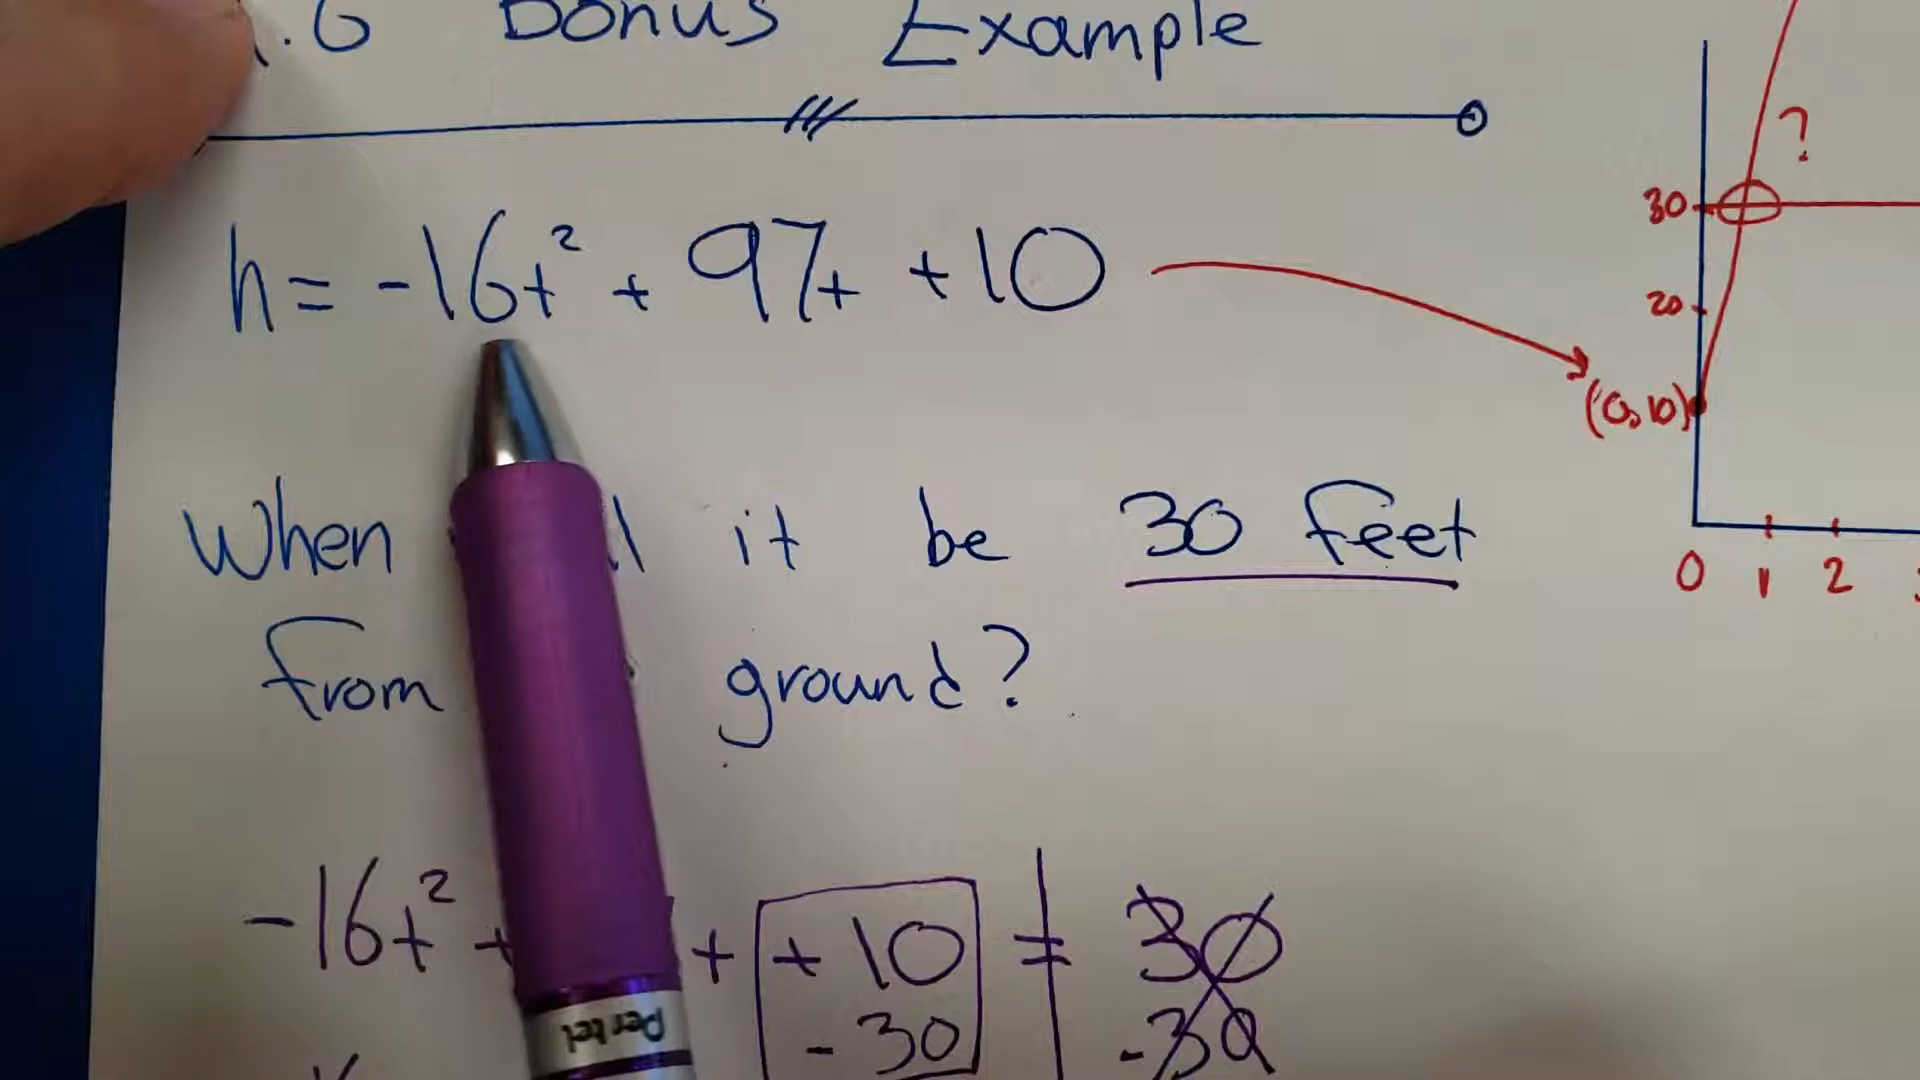 .6 Bonus Example
h = -16t² + 97t + 10
When it be 30 feet
from ground?
-16t² + t + 10 = 30
- 30 - 30
?
30
20
(0,10)
0 1 2
Pentel